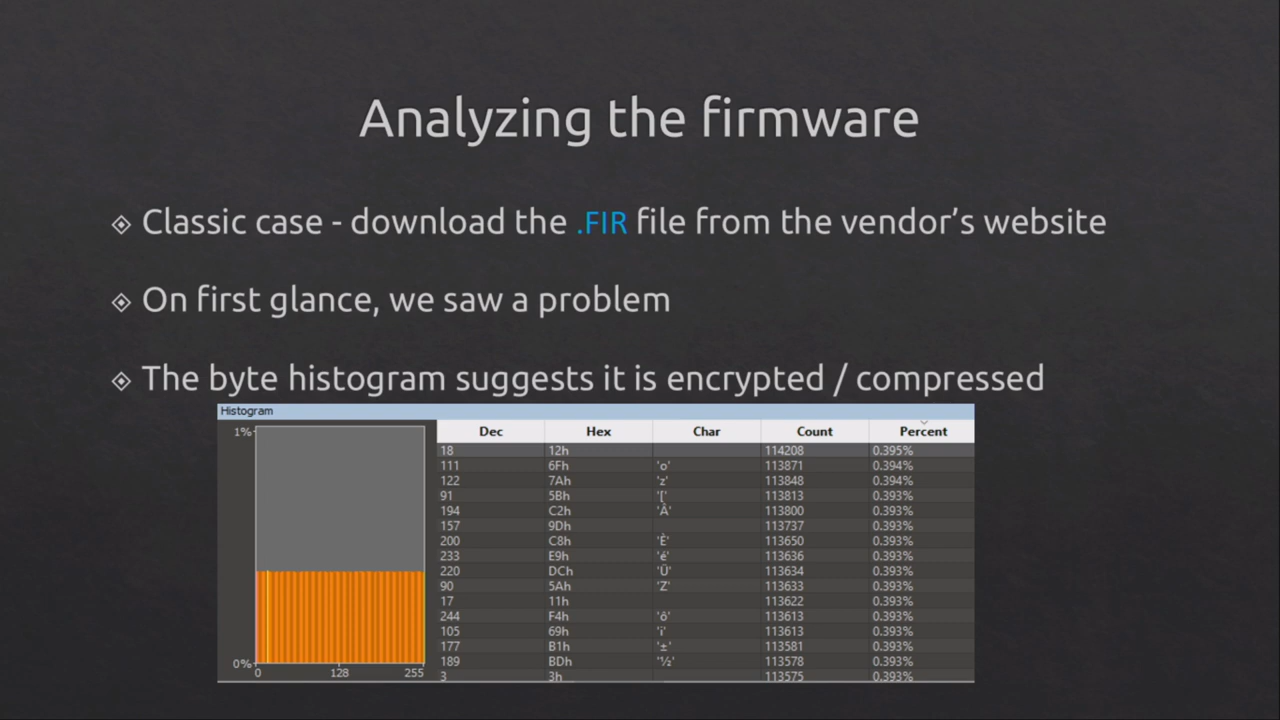 Analyzing the firmware
Classic case - download the .FIR file from the vendor’s website
On first glance, we saw a problem
The byte histogram suggests it is encrypted / compressed
Histogram
1%
0%
0 128 255
Dec Hex Char Count Percent
18 12h 114208 0.395%
111 6Fh 'o' 113871 0.394%
122 7Ah 'z' 113848 0.394%
91 5Bh '[' 113813 0.393%
194 C2h 'Â' 113800 0.393%
157 9Dh 113737 0.393%
200 C8h 'È' 113650 0.393%
233 E9h 'é' 113636 0.393%
220 DCh 'Ü' 113634 0.393%
90 5Ah 'Z' 113633 0.393%
17 11h 113622 0.393%
244 F4h 'ô' 113613 0.393%
105 69h 'i' 113613 0.393%
177 B1h '±' 113581 0.393%
189 BDh '½' 113578 0.393%
3 3h 113575 0.393%